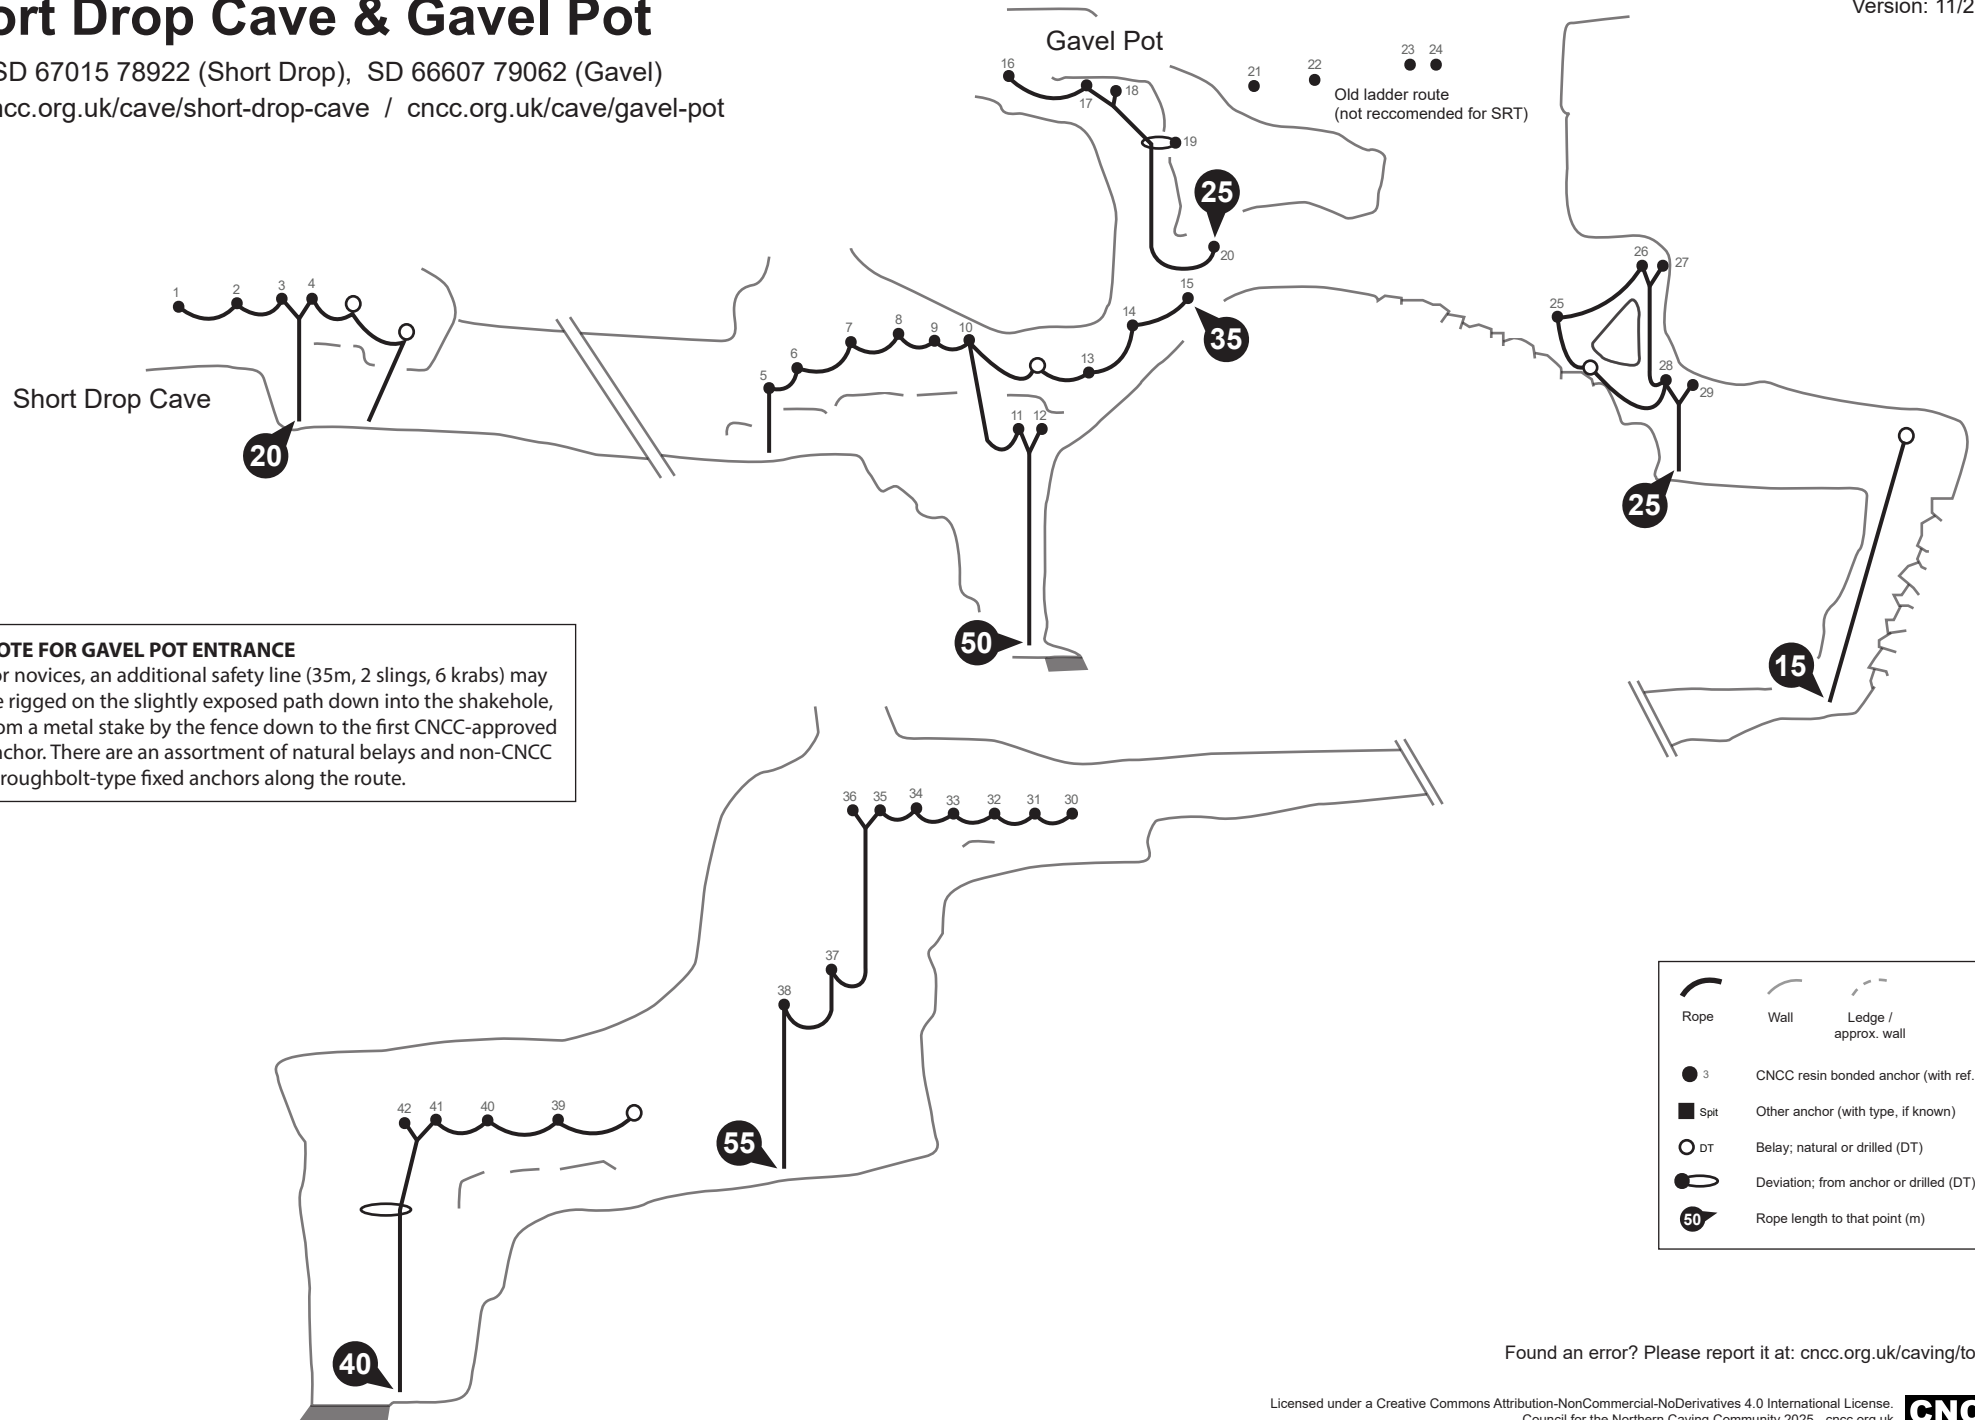 ort Drop Cave & Gavel Pot
SD 67015 78922 (Short Drop), SD 66607 79062 (Gavel)
ncc.org.uk/cave/short-drop-cave / cncc.org.uk/cave/gavel-pot
Version: 11/2
Gavel Pot
16
17
18
19
20
25
21
22
23
24
Old ladder route
(not reccomended for SRT)
Short Drop Cave
1
2
3
4
20
5
6
7
8
9
10
11
12
13
14
15
35
50
25
26
27
28
29
25
15
OTE FOR GAVEL POT ENTRANCE
or novices, an additional safety line (35m, 2 slings, 6 krabs) may
e rigged on the slightly exposed path down into the shakehole,
om a metal stake by the fence down to the first CNCC-approved
nchor. There are an assortment of natural belays and non-CNCC
roughbolt-type fixed anchors along the route.
36
35
34
33
32
31
30
37
38
55
42
41
40
39
40
Rope
Wall
Ledge /
approx. wall
3 CNCC resin bonded anchor (with ref.
Spit Other anchor (with type, if known)
DT Belay; natural or drilled (DT)
Deviation; from anchor or drilled (DT)
50 Rope length to that point (m)
Found an error? Please report it at: cncc.org.uk/caving/to
Licensed under a Creative Commons Attribution-NonCommercial-NoDerivatives 4.0 International License.
Council for the Northern Caving Community 2025 cncc.org.uk
CNC